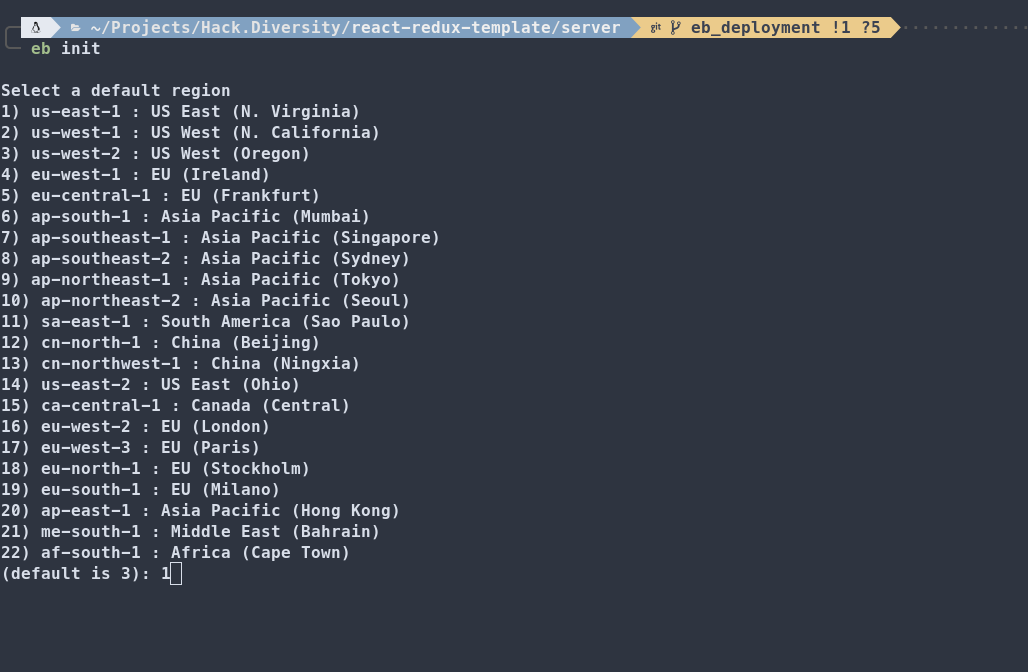 ~/Projects/Hack.Diversity/react-redux-template/server git eb_deployment !1 ?5
eb init
Select a default region
1) us-east-1 : US East (N. Virginia)
2) us-west-1 : US West (N. California)
3) us-west-2 : US West (Oregon)
4) eu-west-1 : EU (Ireland)
5) eu-central-1 : EU (Frankfurt)
6) ap-south-1 : Asia Pacific (Mumbai)
7) ap-southeast-1 : Asia Pacific (Singapore)
8) ap-southeast-2 : Asia Pacific (Sydney)
9) ap-northeast-1 : Asia Pacific (Tokyo)
10) ap-northeast-2 : Asia Pacific (Seoul)
11) sa-east-1 : South America (Sao Paulo)
12) cn-north-1 : China (Beijing)
13) cn-northwest-1 : China (Ningxia)
14) us-east-2 : US East (Ohio)
15) ca-central-1 : Canada (Central)
16) eu-west-2 : EU (London)
17) eu-west-3 : EU (Paris)
18) eu-north-1 : EU (Stockholm)
19) eu-south-1 : EU (Milano)
20) ap-east-1 : Asia Pacific (Hong Kong)
21) me-south-1 : Middle East (Bahrain)
22) af-south-1 : Africa (Cape Town)
(default is 3): 1